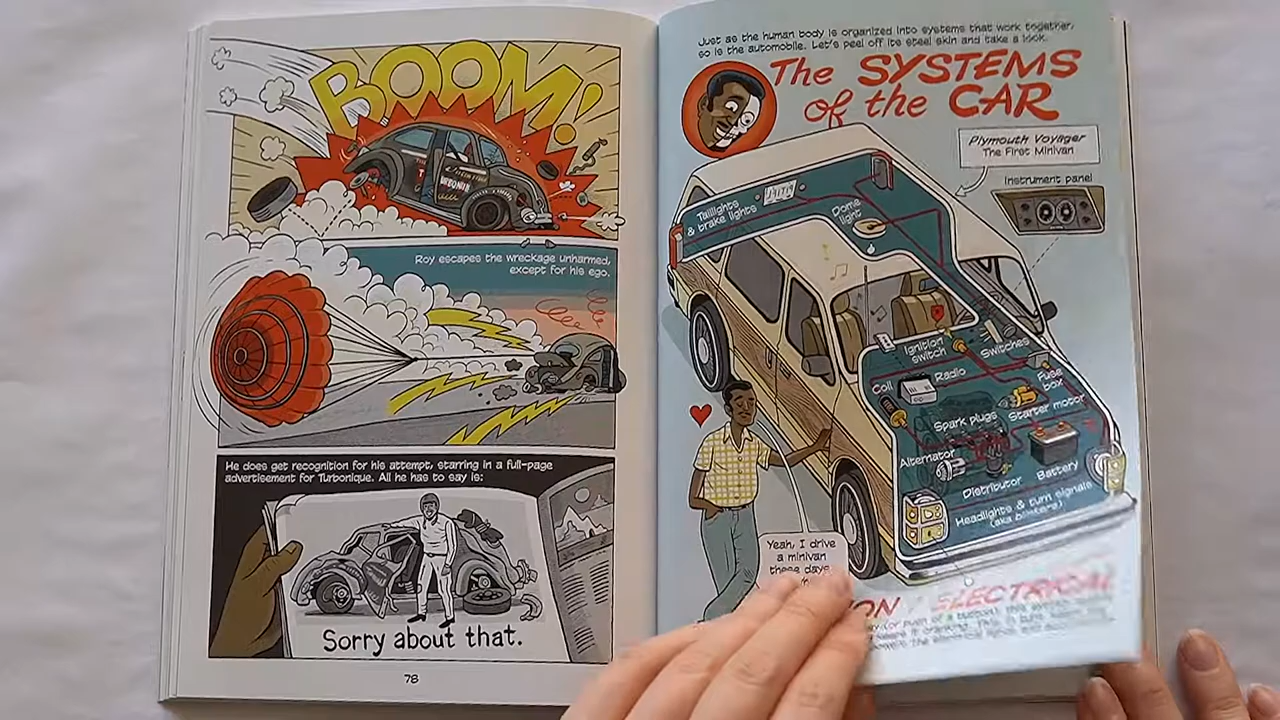 BOOM!
Roy escapes the wreckage unharmed,
except for his ego.
He does get recognition for his attempt, starring in a full-page
advertisement for Turbonique. All he has to say is:
Sorry about that.
78
Just as the human body is organized into systems that work together,
so is the automobile. Let's peel off its steel skin and take a look.
The SYSTEMS
of the CAR
Plymouth Voyager
The First Minivan
Instrument panel
Taillights
& brake lights
Dome
light
Ignition
switch
Switches
Coil
Radio
Fuse
box
Spark plugs
Starter motor
Alternator
Battery
Distributor
Headlights & turn signals
(aka blinkers)
Yeah, I drive
a minivan
these days
ELECTRICAL